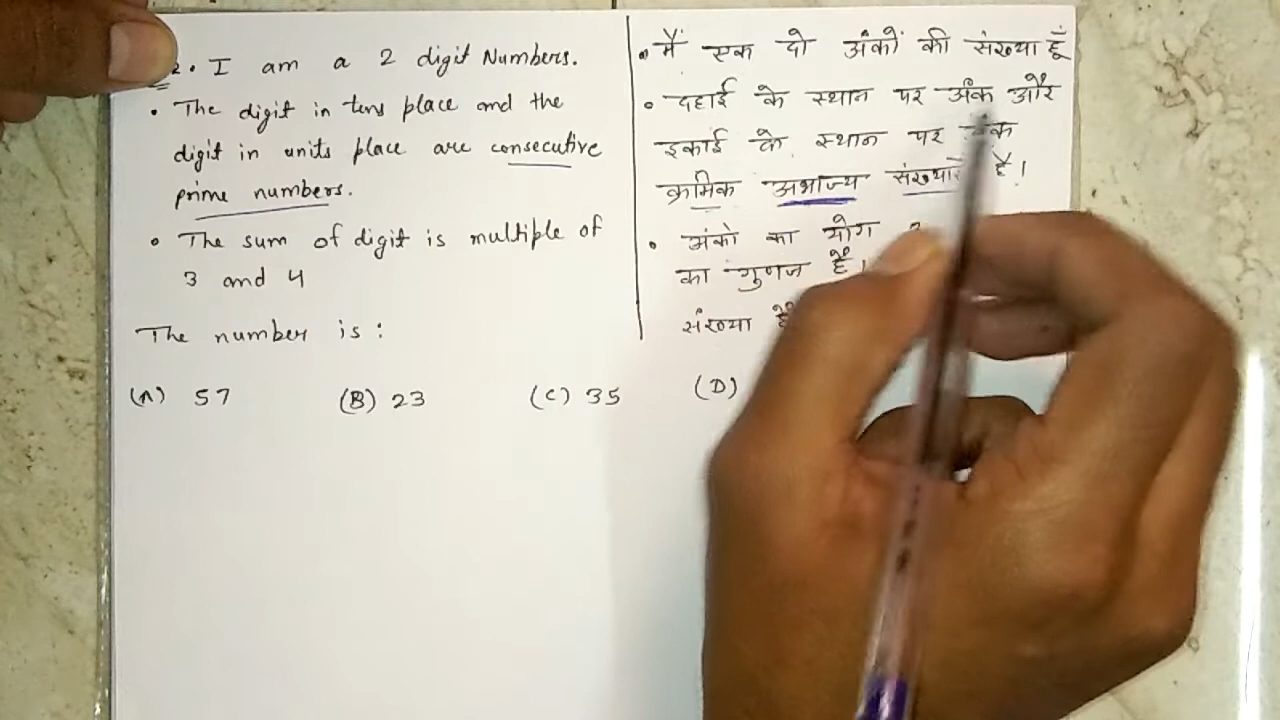 2. I am a 2 digit Numbers.
• The digit in tens place and the
digit in units place are consecutive
prime numbers.
• The sum of digit is multiple of
3 and 4
The number is :
(A) 57 (B) 23 (C) 35 (D)
• मैं एक दो अंकों की संख्या हूँ
• दहाई के स्थान पर अंक और
इकाई के स्थान पर अंक
क्रमिक अभाज्य संख्याऐं है।
• अंको का योग
का गुणज है।
संख्या है